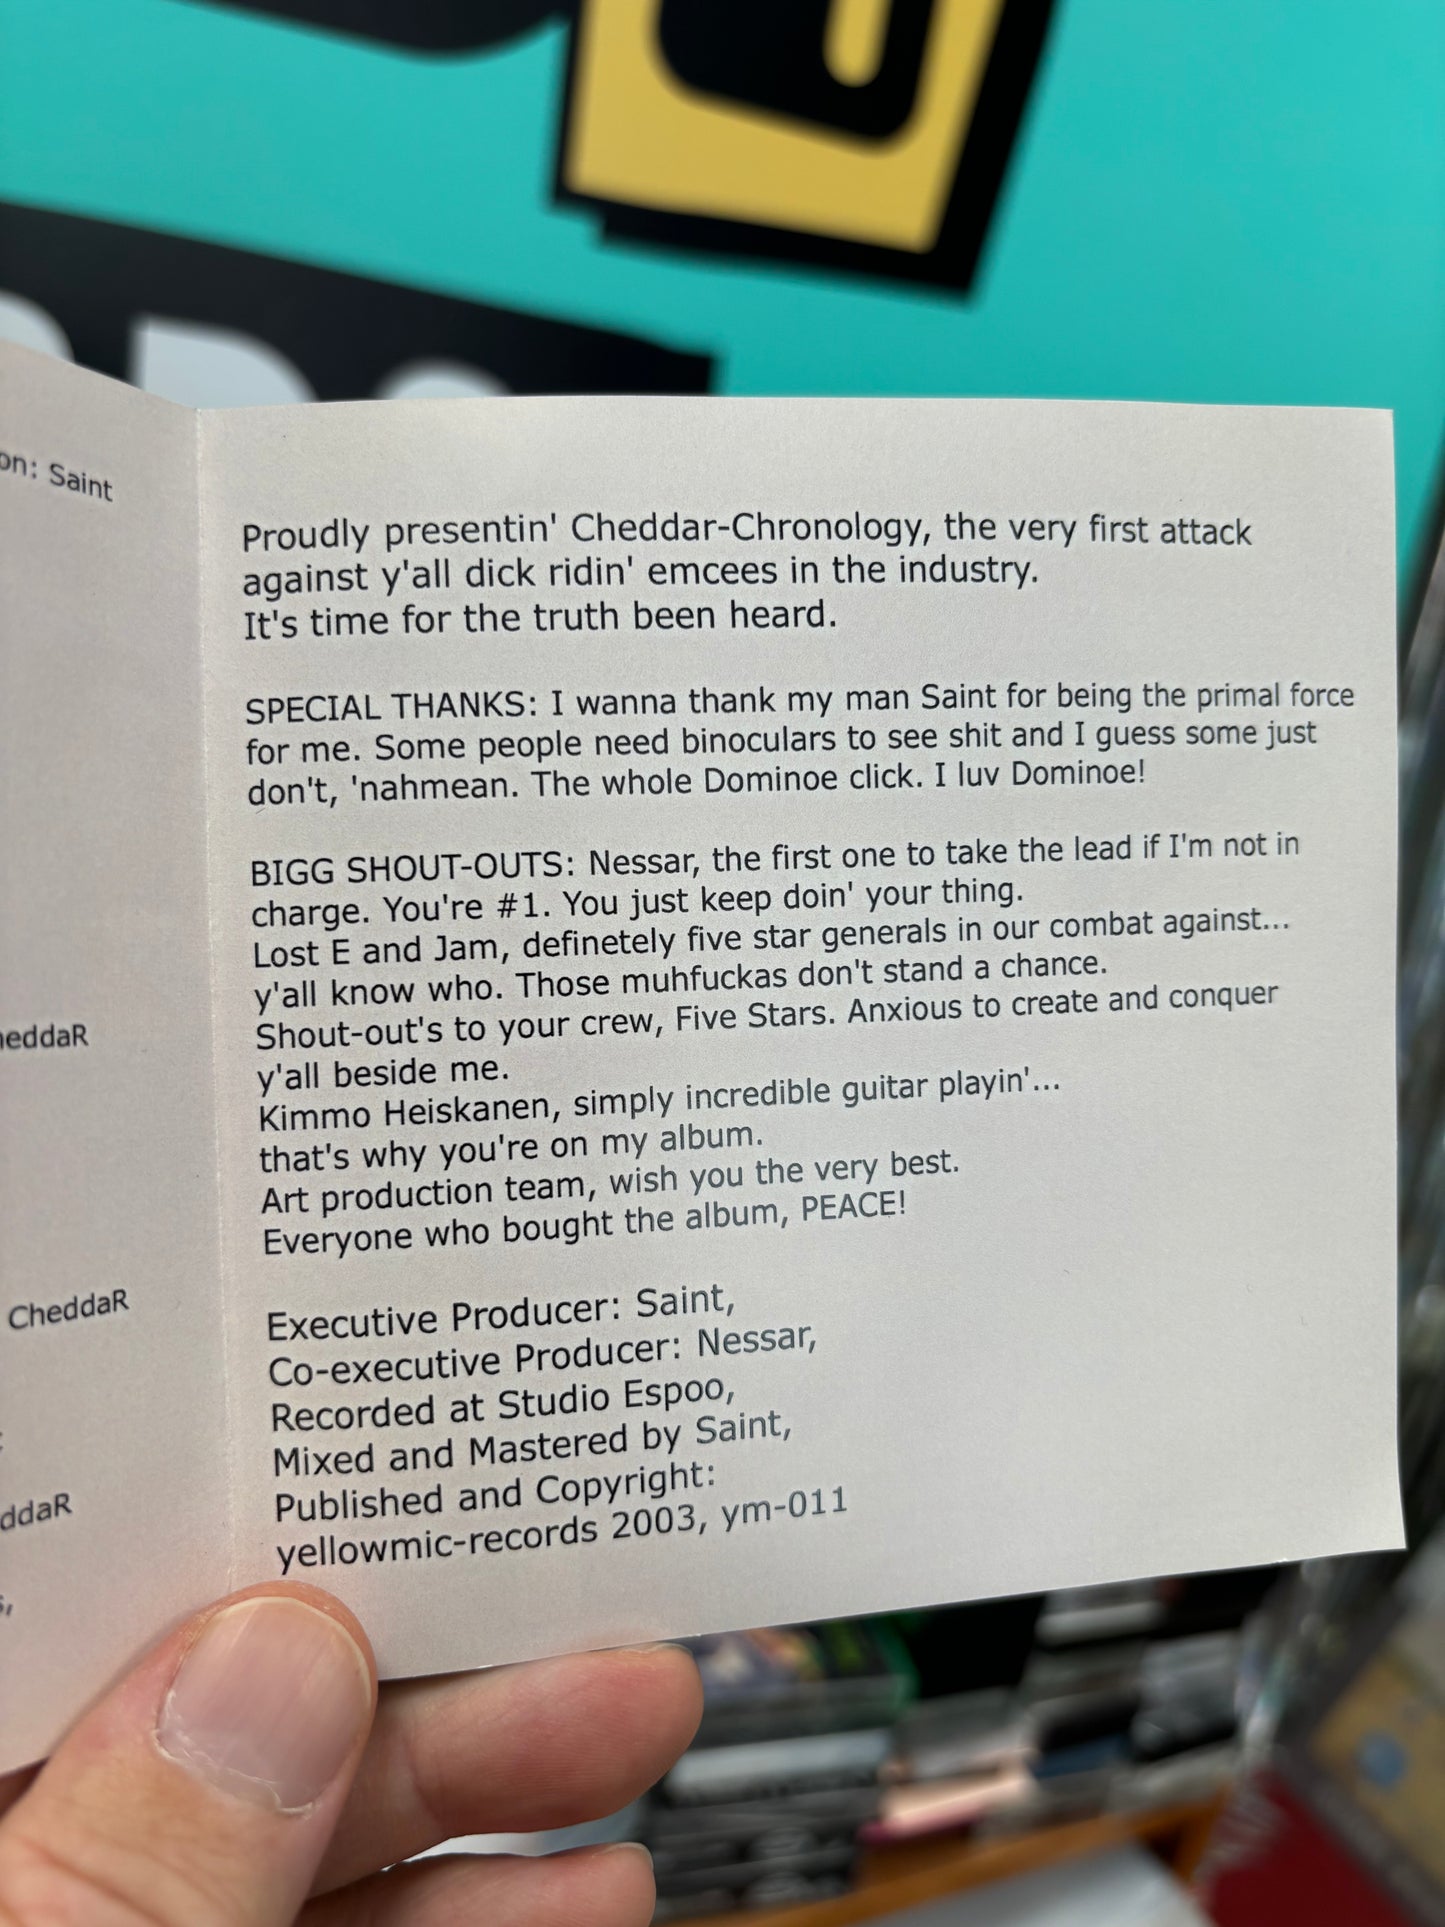 on: Saint
heddaR
CheddaR
ddaR
s,
Proudly presentin' Cheddar-Chronology, the very first attack
against y'all dick ridin' emcees in the industry.
It's time for the truth been heard.
SPECIAL THANKS: I wanna thank my man Saint for being the primal force
for me. Some people need binoculars to see shit and I guess some just
don't, 'nahmean. The whole Dominoe click. I luv Dominoe!
BIGG SHOUT-OUTS: Nessar, the first one to take the lead if I'm not in
charge. You're #1. You just keep doin' your thing.
Lost E and Jam, definetely five star generals in our combat against...
y'all know who. Those muhfuckas don't stand a chance.
Shout-out's to your crew, Five Stars. Anxious to create and conquer
y'all beside me.
Kimmo Heiskanen, simply incredible guitar playin'...
that's why you're on my album.
Art production team, wish you the very best.
Everyone who bought the album, PEACE!
Executive Producer: Saint,
Co-executive Producer: Nessar,
Recorded at Studio Espoo,
Mixed and Mastered by Saint,
Published and Copyright:
yellowmic-records 2003, ym-011